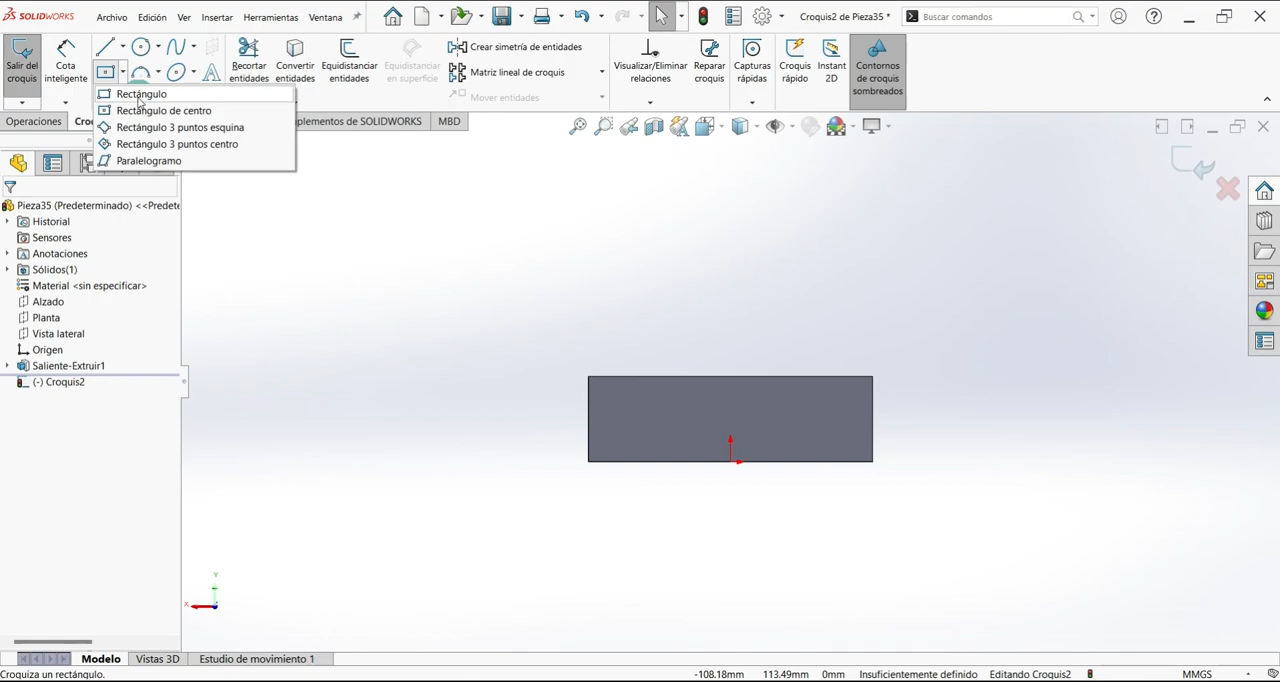 SOLIDWORKS Archivo Edición Ver Insertar Herramientas Ventana Croquis2 de Pieza35 * Buscar comandos
Salir del croquis
Cota inteligente
Recortar entidades
Convertir entidades
Equidistanciar entidades
Equidistanciar en superficie
Crear simetría de entidades
Matriz lineal de croquis
Mover entidades
Visualizar/Eliminar relaciones
Reparar croquis
Capturas rápidas
Croquis rápido
Instant 2D
Contornos de croquis sombreados
Rectángulo
Rectángulo de centro
Rectángulo 3 puntos esquina
Rectángulo 3 puntos centro
Paralelogramo
Operaciones Croq plementos de SOLIDWORKS MBD
Pieza35 (Predeterminado) <<Predete
Historial
Sensores
Anotaciones
Sólidos(1)
Material <sin especificar>
Alzado
Planta
Vista lateral
Origen
Saliente-Extruir1
(-) Croquis2
Y
X
Modelo Vistas 3D Estudio de movimiento 1
Croquiza un rectángulo. -108.18mm 113.49mm 0mm Insuficientemente definido Editando Croquis2 MMGS